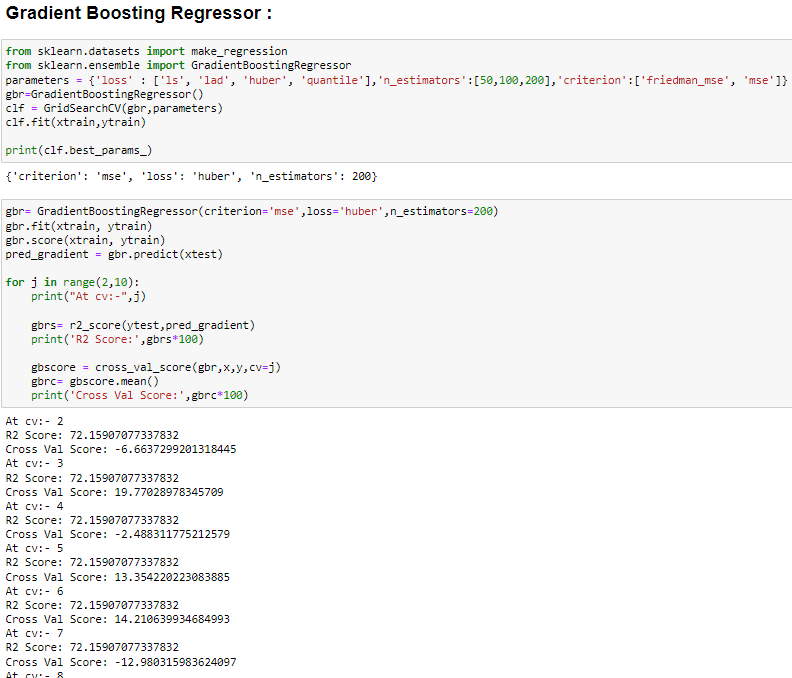 Gradient Boosting Regressor :
from sklearn.datasets import make_regression
from sklearn.ensemble import GradientBoostingRegressor
parameters = {'loss' : ['ls', 'lad', 'huber', 'quantile'],'n_estimators':[50,100,200],'criterion':['friedman_mse', 'mse']}
gbr=GradientBoostingRegressor()
clf = GridSearchCV(gbr,parameters)
clf.fit(xtrain,ytrain)

print(clf.best_params_)
{'criterion': 'mse', 'loss': 'huber', 'n_estimators': 200}
gbr= GradientBoostingRegressor(criterion='mse',loss='huber',n_estimators=200)
gbr.fit(xtrain, ytrain)
gbr.score(xtrain, ytrain)
pred_gradient = gbr.predict(xtest)

for j in range(2,10):
    print("At cv:-",j)

    gbrs= r2_score(ytest,pred_gradient)
    print('R2 Score:',gbrs*100)

    gbscore = cross_val_score(gbr,x,y,cv=j)
    gbrc= gbscore.mean()
    print('Cross Val Score:',gbrc*100)
At cv:- 2
R2 Score: 72.15907077337832
Cross Val Score: -6.6637299201318445
At cv:- 3
R2 Score: 72.15907077337832
Cross Val Score: 19.77028978345709
At cv:- 4
R2 Score: 72.15907077337832
Cross Val Score: -2.488311775212579
At cv:- 5
R2 Score: 72.15907077337832
Cross Val Score: 13.354220223083885
At cv:- 6
R2 Score: 72.15907077337832
Cross Val Score: 14.210639934684993
At cv:- 7
R2 Score: 72.15907077337832
Cross Val Score: -12.980315983624097
At cv:- 8